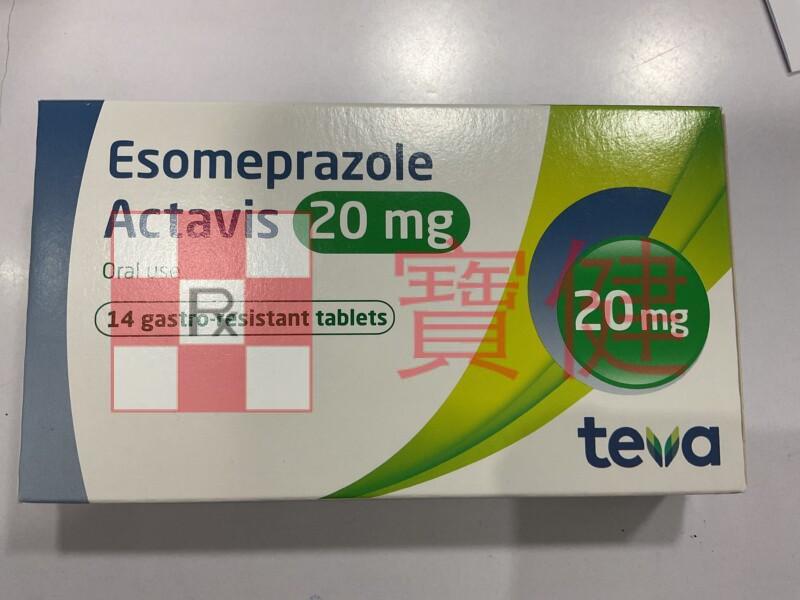 Esomeprazole
Actavis 20 mg
Oral use
14 gastro-resistant tablets
Rx
寶健
20 mg
teva